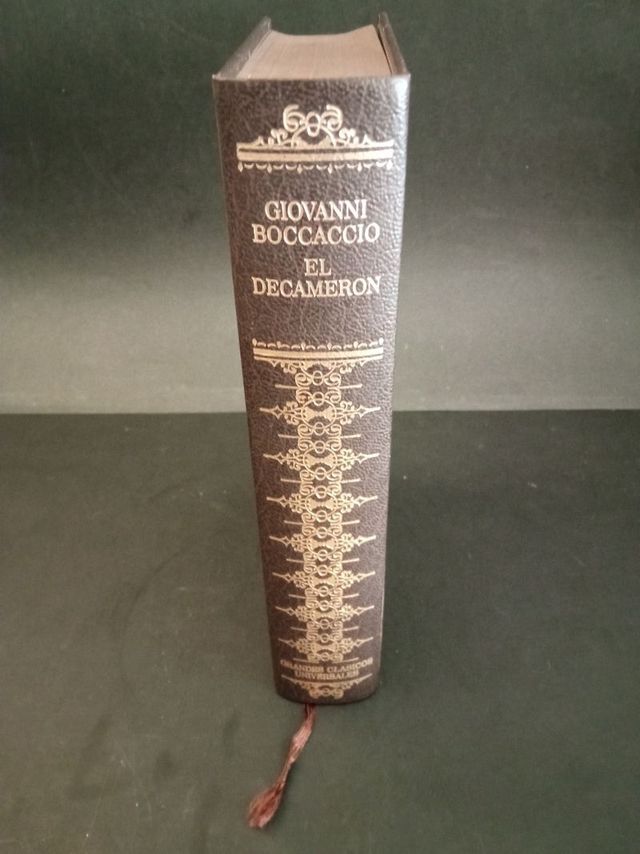 GIOVANNI
BOCCACCIO
EL
DECAMERON
GRANDES CLASICOS
UNIVERSALES